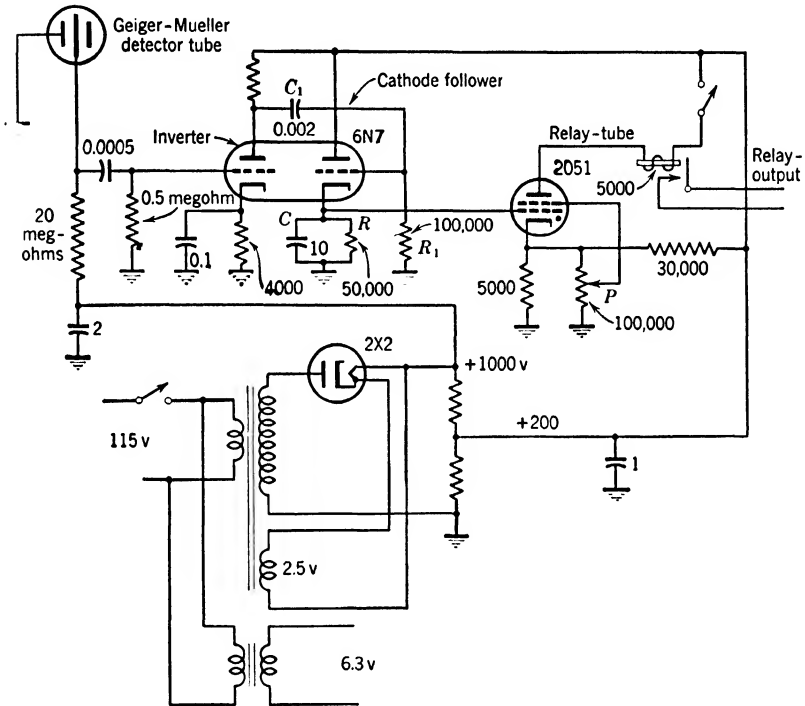 Geiger-Mueller
detector tube
Cathode follower
C1
0.002
Inverter
6N7
0.0005
Relay-tube
2051
Relay-
output
5000
0.5 megohm
20
meg-
ohms
C
R
100,000
R1
0.1
10
4000
50,000
5000
P
30,000
100,000
2
2X2
+1000 v
+200
115 v
1
2.5 v
6.3 v